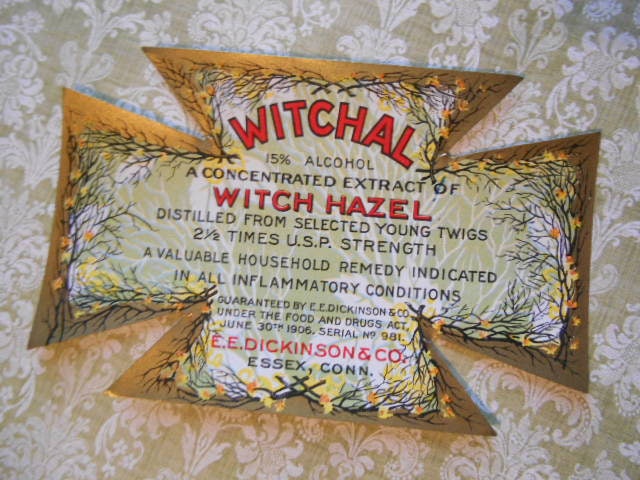 WITCHAL
15% ALCOHOL
A CONCENTRATED EXTRACT OF
WITCH HAZEL
DISTILLED FROM SELECTED YOUNG TWIGS
2½ TIMES U.S.P. STRENGTH
A VALUABLE HOUSEHOLD REMEDY INDICATED
IN ALL INFLAMMATORY CONDITIONS
GUARANTEED BY E.E.DICKINSON & CO.
UNDER THE FOOD AND DRUGS ACT,
JUNE 30TH 1906. SERIAL No 981.
E.E.DICKINSON & CO.
ESSEX, CONN.